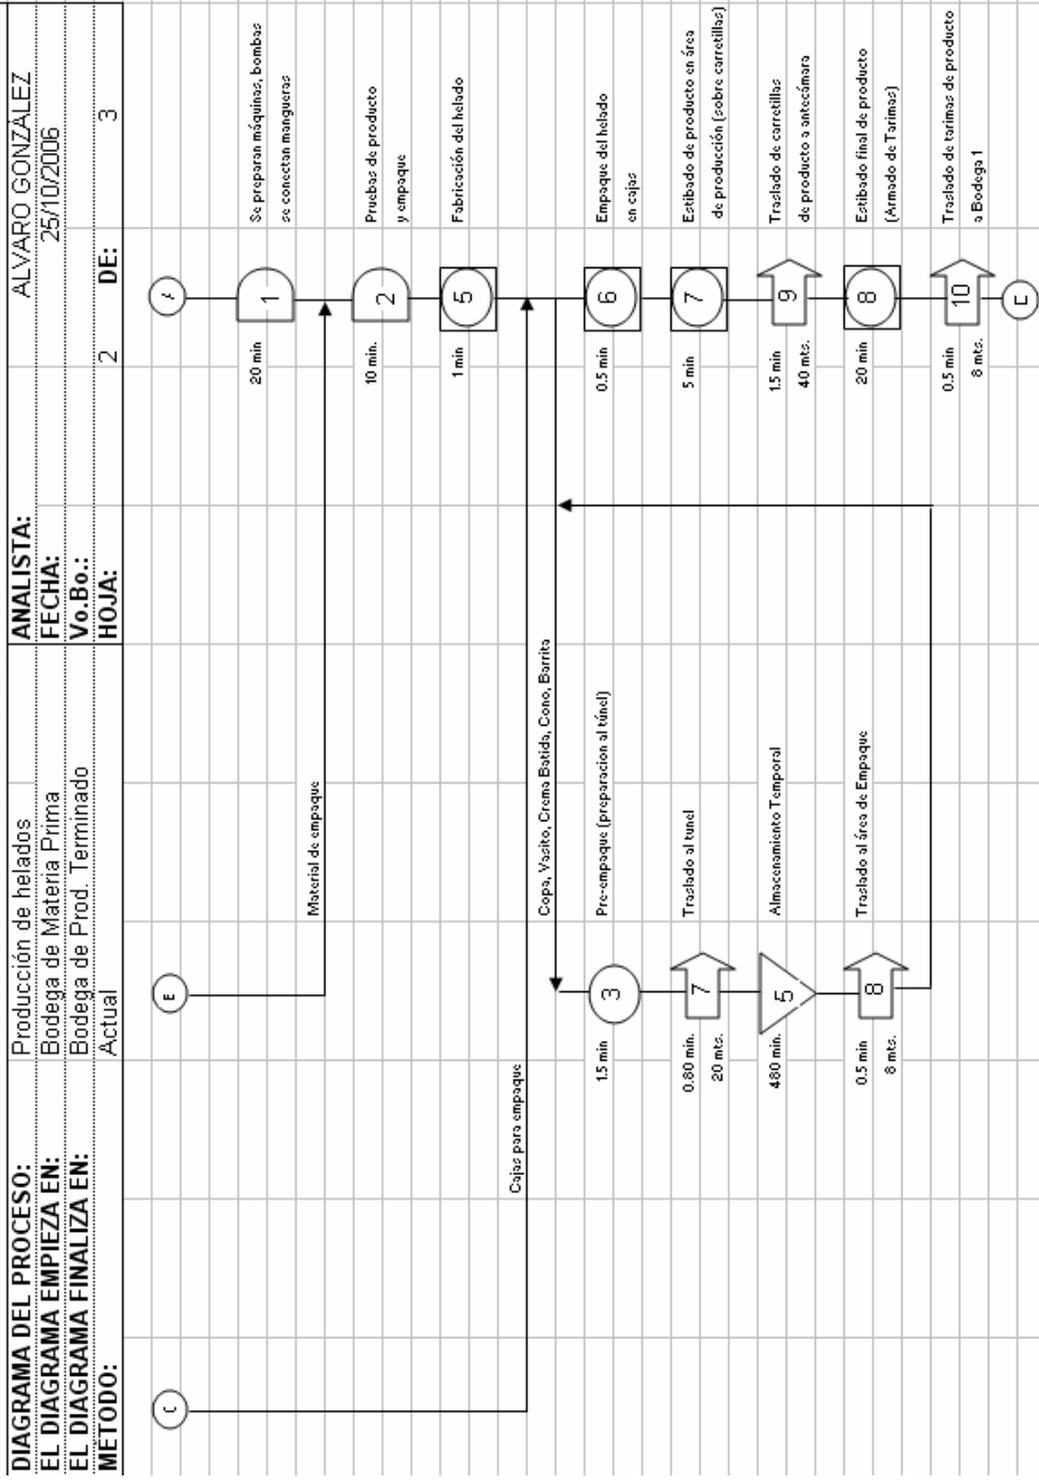 DIAGRAMA DEL PROCESO: Producción de helados ANALISTA: ALVARO GONZÁLEZ
EL DIAGRAMA EMPIEZA EN: Bodega de Materia Prima FECHA: 25/10/2006
EL DIAGRAMA FINALIZA EN: Bodega de Prod. Terminado Vo.Bo.:
METODO: Actual HOJA: 2 DE: 3
C
B
A
20 min
1
Se preparan máquinas, bombas
se conectan mangueras
Material de empaque
10 min.
2
Pruebas de producto
y empaque
1 min
5
Fabricación del helado
Cajas para empaque
Copa, Vasito, Crema Batida, Cono, Barrita
1.5 min
3
Pre-empaque (preparacion al túnel)
0.5 min
6
Empaque del helado
en cajas
0.80 min.
20 mts.
7
Traslado al tunel
5 min
7
Estibado de producto en área
de producción (sobre carretillas)
480 min.
5
Almacenamiento Temporal
1.5 min
40 mts.
9
Traslado de carretillas
de producto a antecámara
0.5 min
8 mts.
8
Traslado al área de Empaque
20 min
8
Estibado final de producto
(Armado de Tarimas)
0.5 min
8 mts.
10
Traslado de tarimas de producto
a Bodega 1